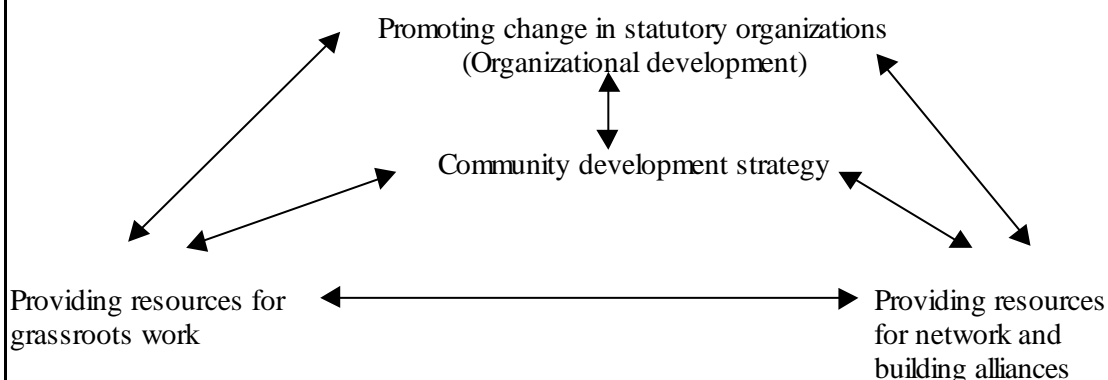 Promoting change in statutory organizations
(Organizational development)
Community development strategy
Providing resources for
grassroots work
Providing resources
for network and
building alliances